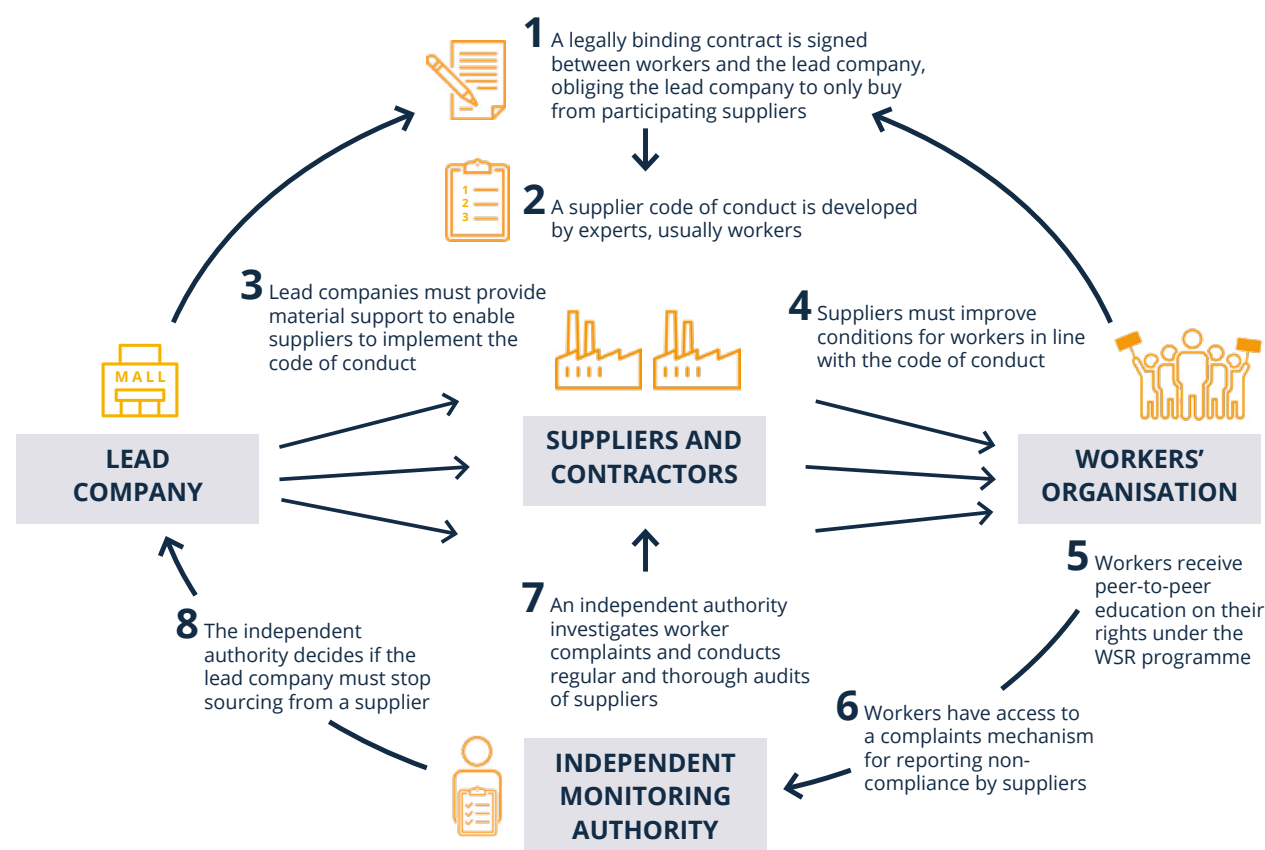 1
A legally binding contract is signed
between workers and the lead company,
obliging the lead company to only buy
from participating suppliers
1
2
3
2
A supplier code of conduct is developed
by experts, usually workers
3
Lead companies must provide
material support to enable
suppliers to implement the
code of conduct
4
Suppliers must improve
conditions for workers in line
with the code of conduct
MALL
LEAD
COMPANY
SUPPLIERS AND
CONTRACTORS
WORKERS’
ORGANISATION
5
Workers receive
peer-to-peer
education on their
rights under the
WSR programme
6
Workers have access to
a complaints mechanism
for reporting non-
compliance by suppliers
7
An independent authority
investigates worker
complaints and conducts
regular and thorough audits
of suppliers
8
The independent
authority decides if the
lead company must stop
sourcing from a supplier
INDEPENDENT
MONITORING
AUTHORITY